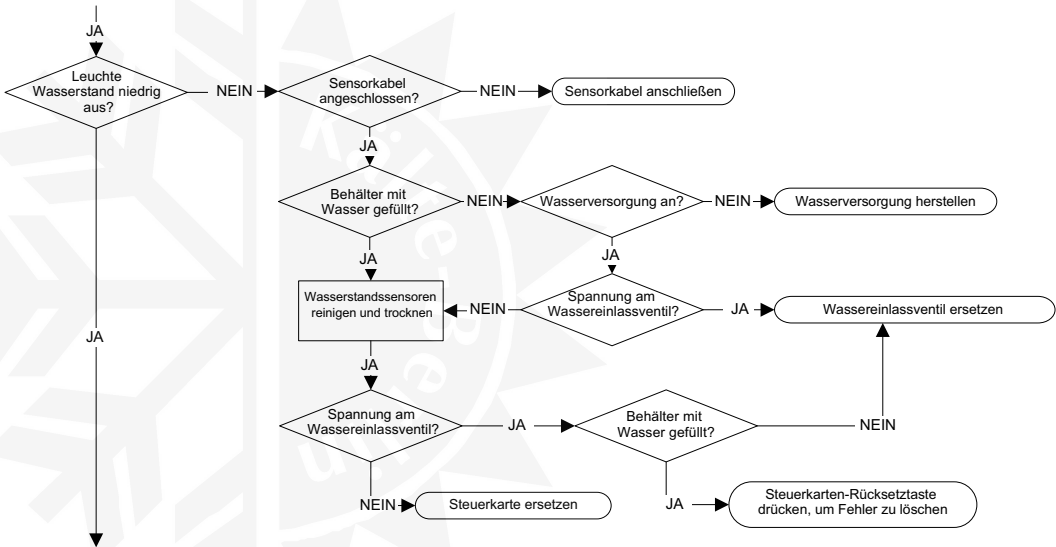 JA
Leuchte
Wasserstand niedrig
aus?
NEIN
Sensorkabel
angeschlossen?
NEIN
Sensorkabel anschließen
JA
Behälter mit
Wasser gefüllt?
NEIN
Wasserversorgung an?
NEIN
Wasserversorgung herstellen
JA
JA
Wasserstandssensoren
reinigen und trocknen
NEIN
Spannung am
Wassereinlassventil?
JA
Wassereinlassventil ersetzen
JA
JA
Spannung am
Wassereinlassventil?
JA
Behälter mit
Wasser gefüllt?
NEIN
NEIN
Steuerkarte ersetzen
JA
Steuerkarten-Rücksetztaste
drücken, um Fehler zu löschen